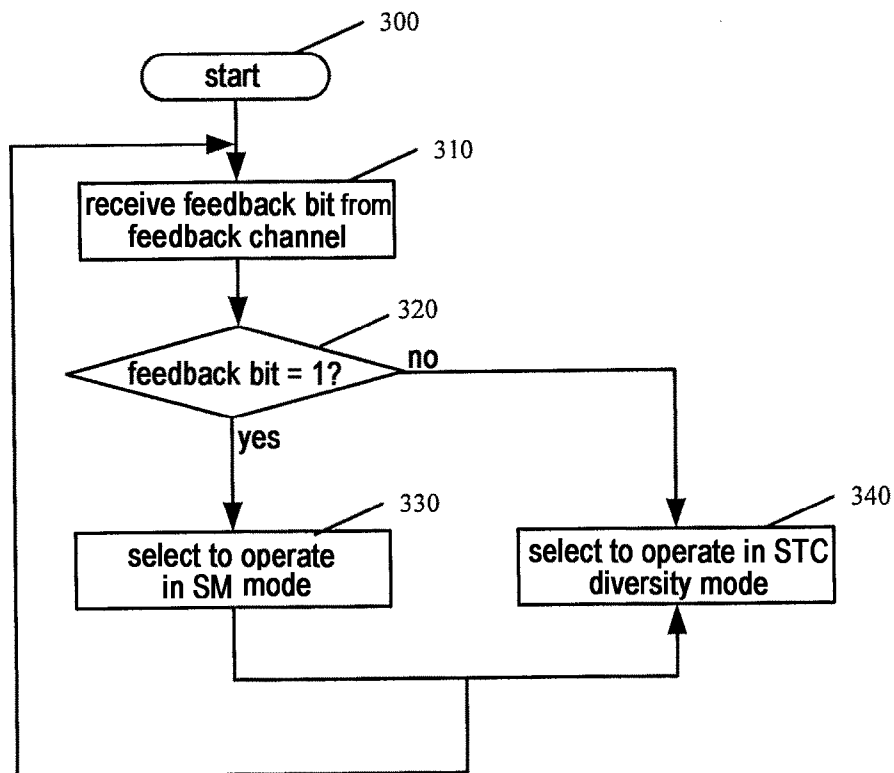 300
start
310
receive feedback bit from
feedback channel
320
feedback bit = 1?
no
yes
330
select to operate
in SM mode
340
select to operate in STC
diversity mode